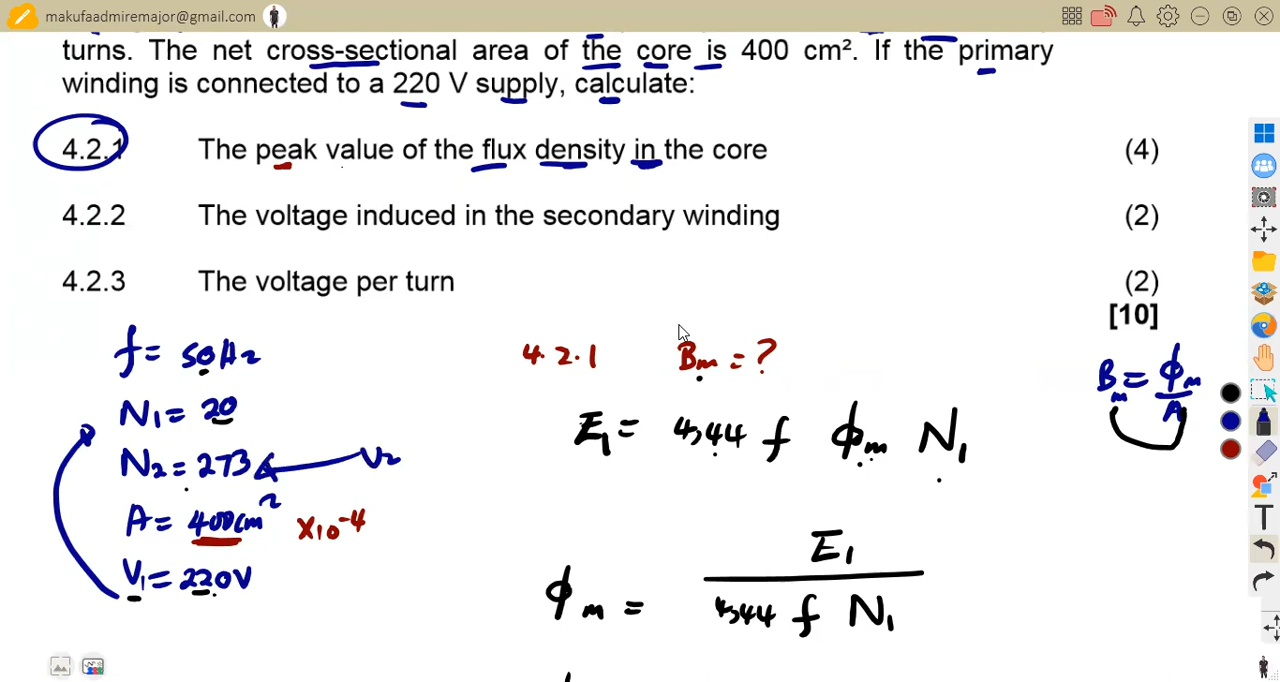 makufaadmiremajor@gmail.com
turns. The net cross-sectional area of the core is 400 cm². If the primary
winding is connected to a 220 V supply, calculate:
4.2.1 The peak value of the flux density in the core (4)
4.2.2 The voltage induced in the secondary winding (2)
4.2.3 The voltage per turn (2)
[10]
f = 50Hz
N₁ = 20
N₂ = 273 V₂
A = 400cm² ×10⁻⁴
V₁ = 220V
4.2.1 Bm = ?
E₁ = 4,44 f ϕm N₁
ϕm = E₁ / 4,44 f N₁
Bm = ϕm / A
T